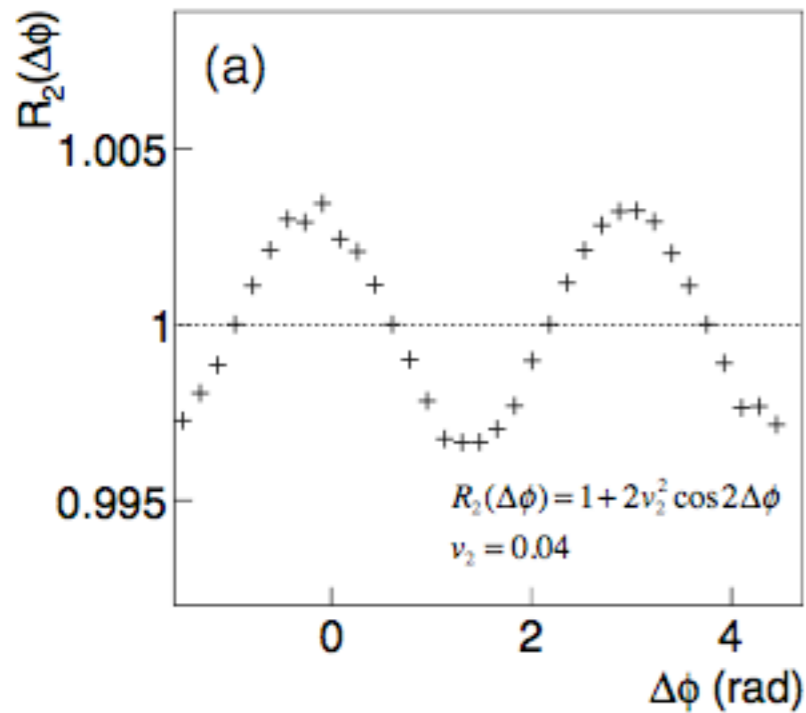 R₂(Δϕ)
(a)
1.005
1
0.995
R₂(Δϕ) = 1 + 2v₂² cos 2Δϕ
v₂ = 0.04
0 2 4
Δϕ (rad)